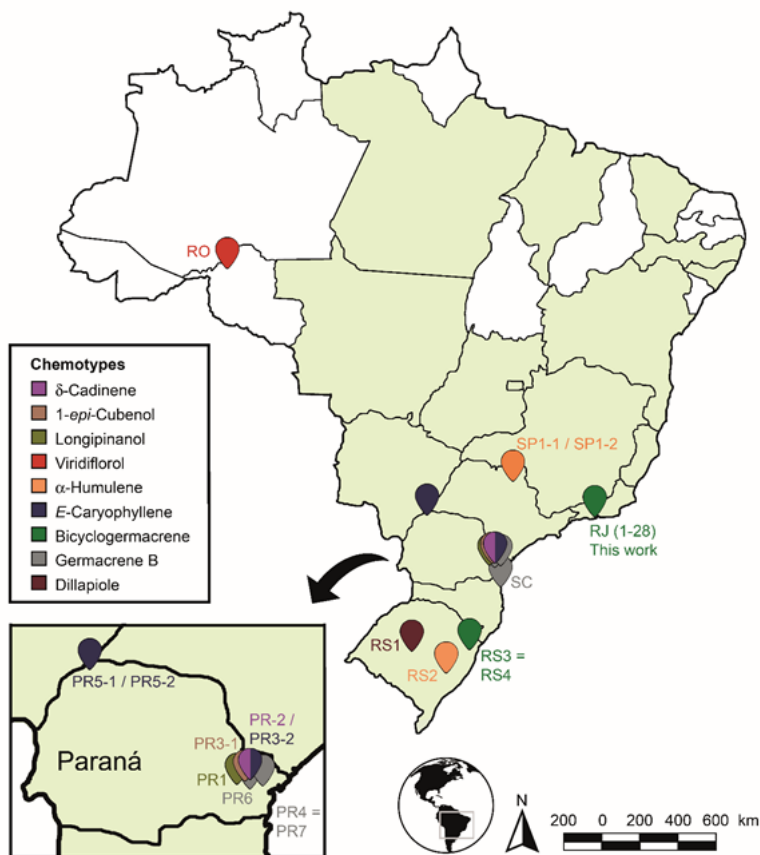 RO
Chemotypes
δ-Cadinene
1-epi-Cubenol
Longipinanol
Viridiflorol
α-Humulene
E-Caryophyllene
Bicyclogermacrene
Germacrene B
Dillapiole
SP1-1 / SP1-2
RJ (1-28)
This work
SC
RS1
RS2
RS3 =
RS4
PR5-1 / PR5-2
PR-2 /
PR3-2
PR3-1
Paraná
PR1
PR6
PR4 =
PR7
N
200 0 200 400 600 km